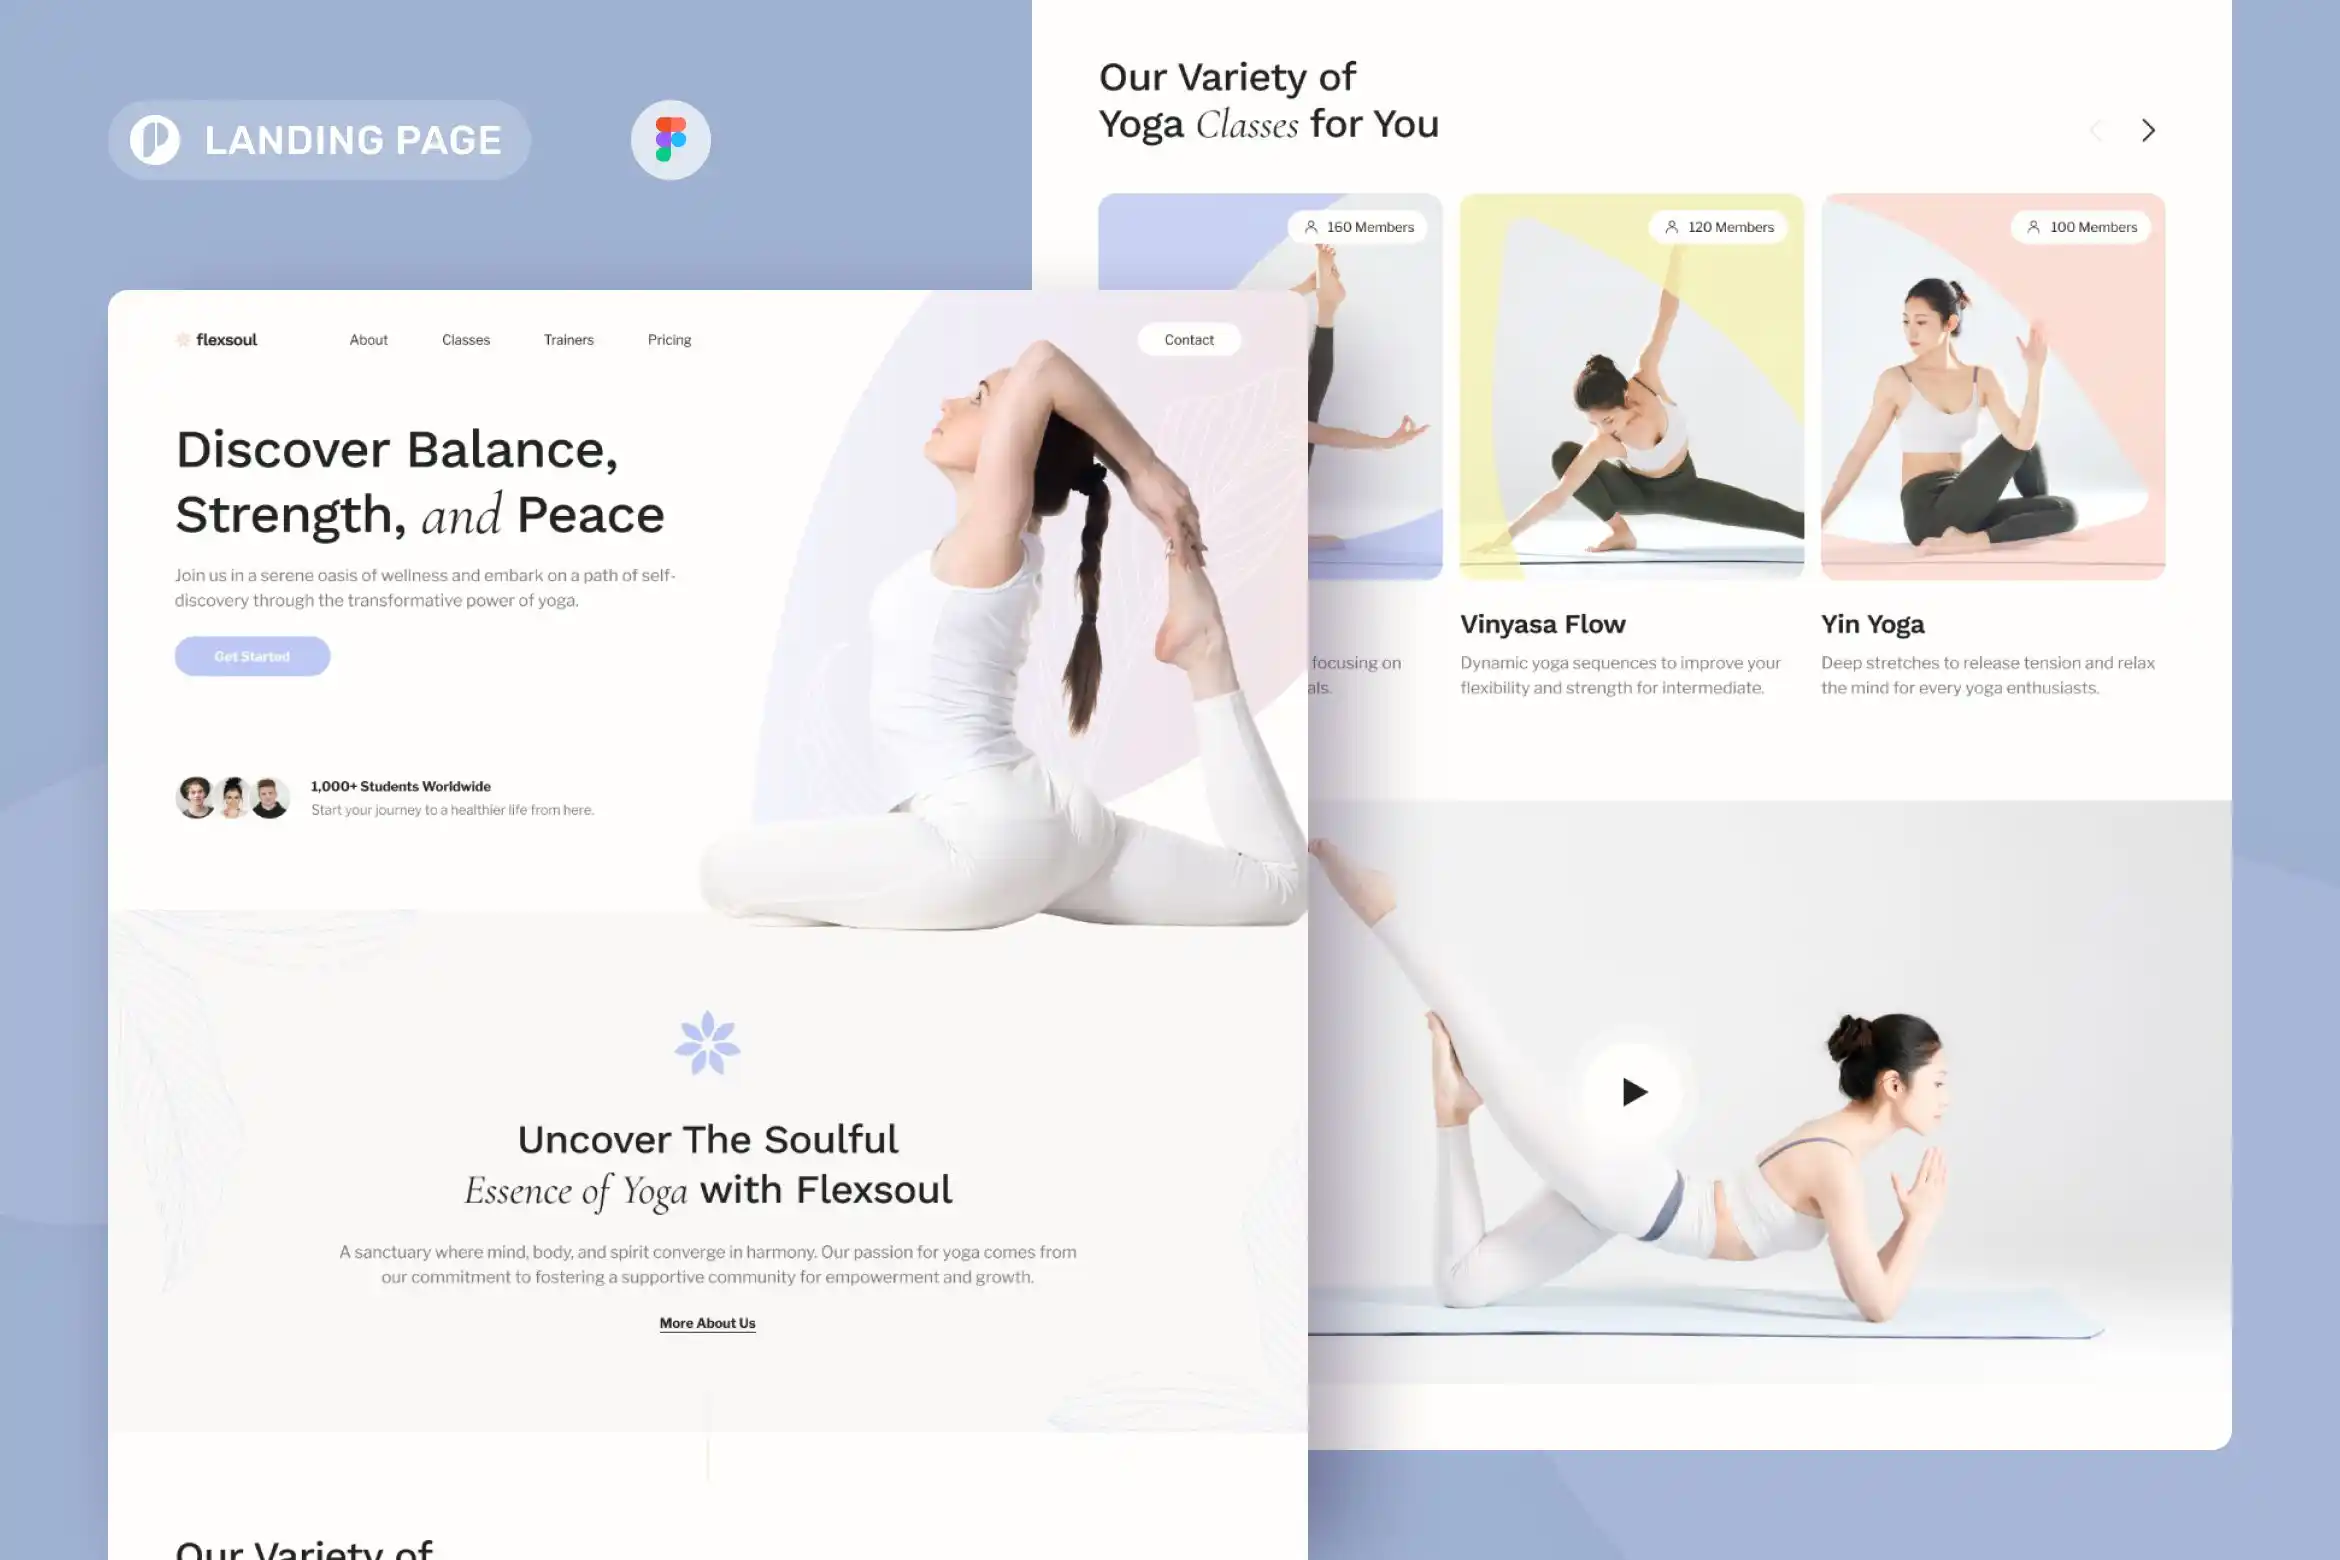 LANDING PAGE
flexsoul
About
Classes
Trainers
Pricing
Contact
Discover Balance,
Strength, and Peace
Join us in a serene oasis of wellness and embark on a path of self-
discovery through the transformative power of yoga.
Get Started
1,000+ Students Worldwide
Start your journey to a healthier life from here.
Uncover The Soulful
Essence of Yoga with Flexsoul
A sanctuary where mind, body, and spirit converge in harmony. Our passion for yoga comes from
our commitment to fostering a supportive community for empowerment and growth.
More About Us
Our Variety of
Our Variety of
Yoga Classes for You
160 Members
120 Members
100 Members
focusing on
als.
Vinyasa Flow
Dynamic yoga sequences to improve your
flexibility and strength for intermediate.
Yin Yoga
Deep stretches to release tension and relax
the mind for every yoga enthusiasts.